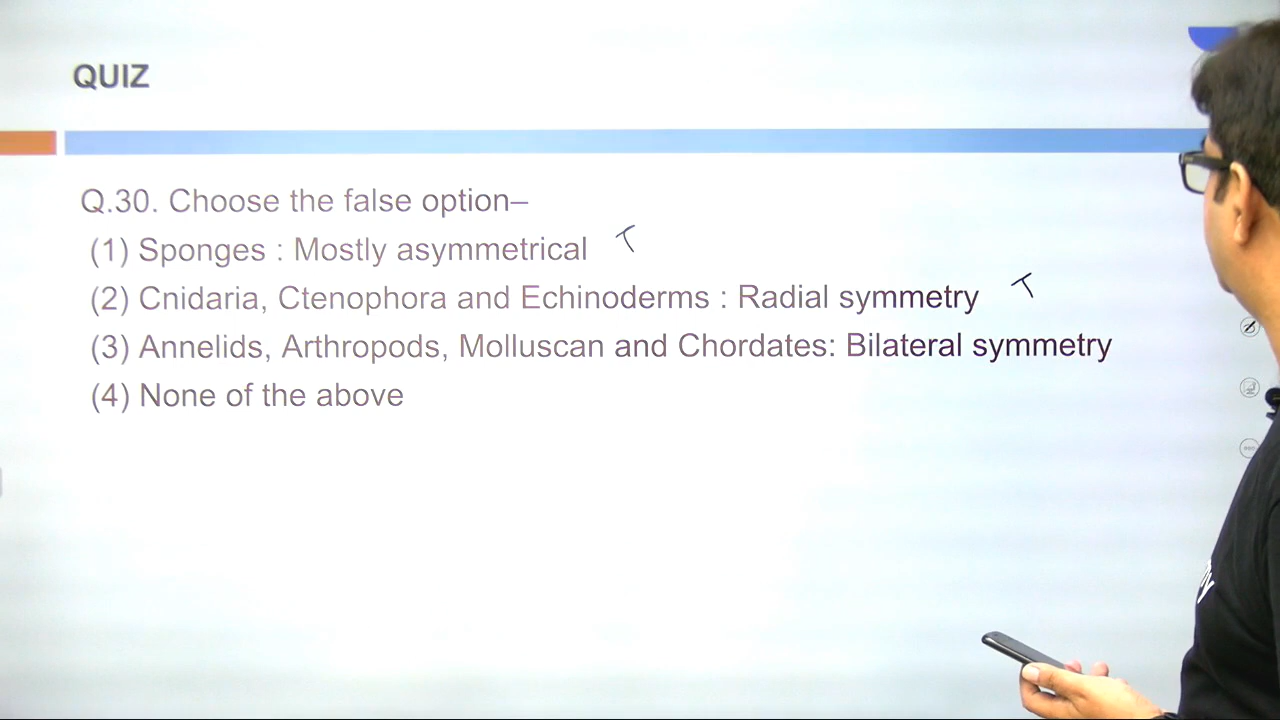 QUIZ
Q.30. Choose the false option–
(1) Sponges : Mostly asymmetrical T
(2) Cnidaria, Ctenophora and Echinoderms : Radial symmetry T
(3) Annelids, Arthropods, Molluscan and Chordates: Bilateral symmetry
(4) None of the above